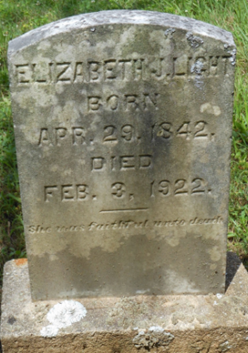 ELIZABETH J. LIGHT
BORN
APR. 29. 1842.
DIED
FEB. 3, 1922.
She was faithful unto death